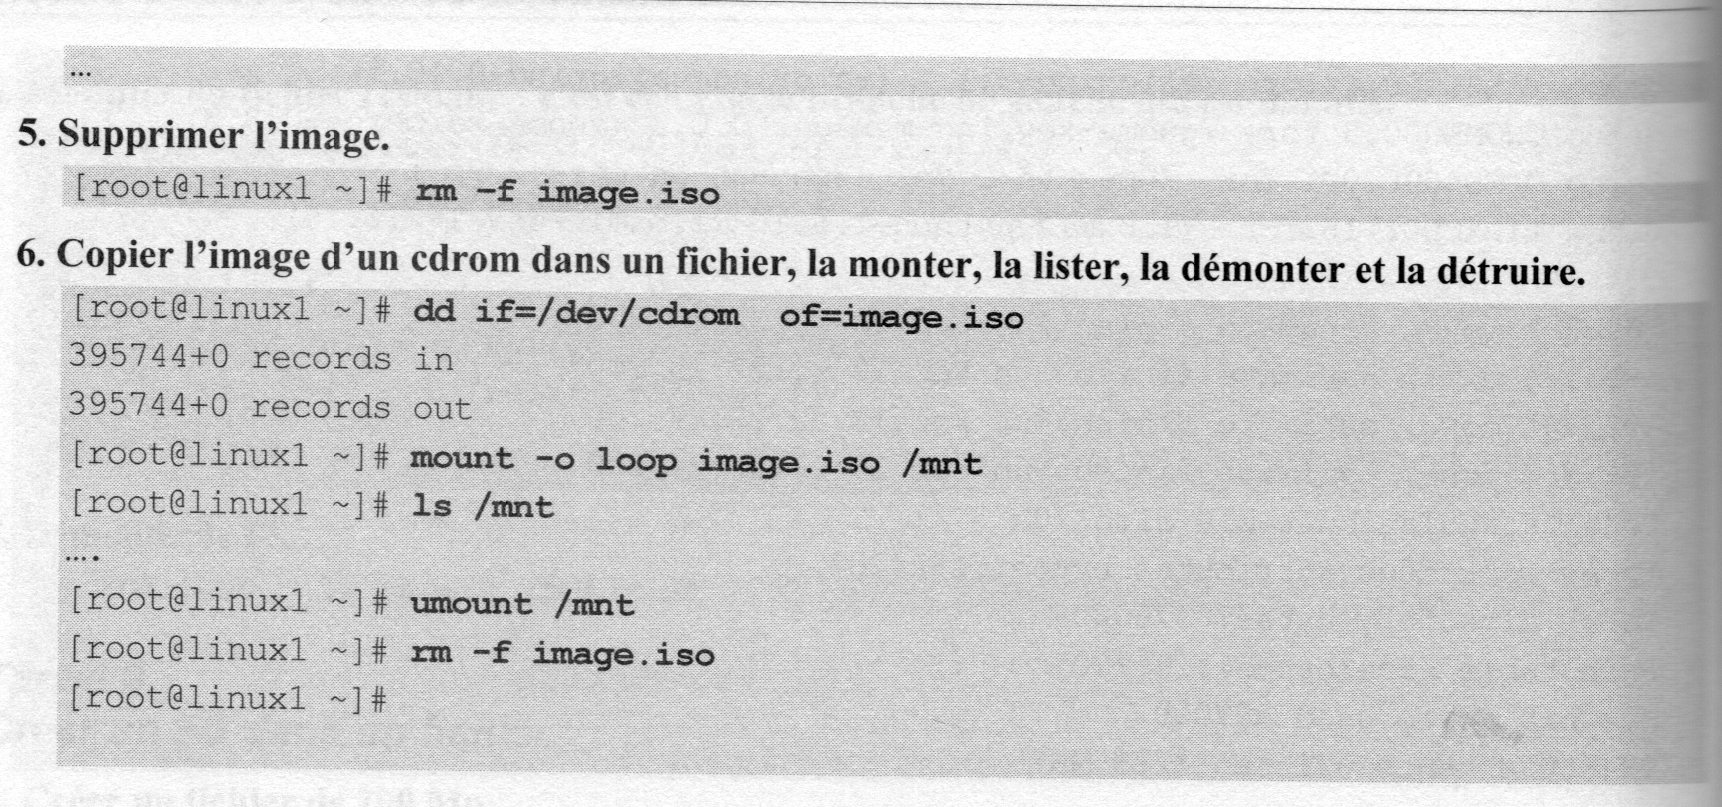 ...
5. Supprimer l’image.
[root@linux1 ~]# rm -f image.iso
6. Copier l’image d’un cdrom dans un fichier, la monter, la lister, la démonter et la détruire.
[root@linux1 ~]# dd if=/dev/cdrom  of=image.iso
395744+0 records in
395744+0 records out
[root@linux1 ~]# mount -o loop image.iso /mnt
[root@linux1 ~]# ls /mnt
....
[root@linux1 ~]# umount /mnt
[root@linux1 ~]# rm -f image.iso
[root@linux1 ~]#